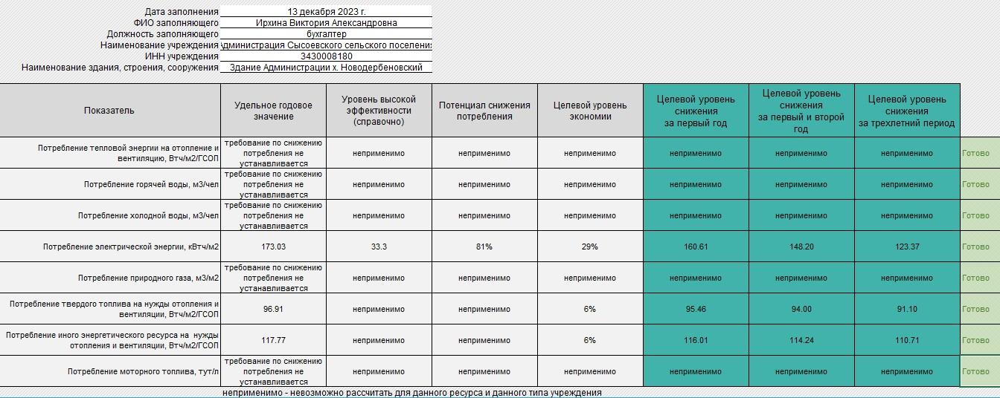 Дата заполнения 13 декабря 2023 г.
ФИО заполняющего Ирхина Виктория Александровна
Должность заполняющего бухгалтер
Наименование учреждения дминистрация Сысоевского сельского поселени
ИНН учреждения 3430008180
Наименование здания, строения, сооружения Здание Администрации х. Новодербеновский
Показатель
Удельное годовое
значение
Уровень высокой
эффективности
(справочно)
Потенциал снижения
потребления
Целевой уровень
экономии
Целевой уровень
снижения
за первый год
Целевой уровень
снижения
за первый и второй
год
Целевой уровень
снижения
за трехлетний период
Потребление тепловой энергии на отопление и
вентиляцию, Втч/м2/ГСОП
требование по снижению
потребления не
устанавливается
неприменимо неприменимо неприменимо неприменимо неприменимо неприменимо Готово
Потребление горячей воды, м3/чел
требование по снижению
потребления не
устанавливается
неприменимо неприменимо неприменимо неприменимо неприменимо неприменимо Готово
Потребление холодной воды, м3/чел
требование по снижению
потребления не
устанавливается
неприменимо неприменимо неприменимо неприменимо неприменимо неприменимо Готово
Потребление электрической энергии, кВтч/м2 173.03 33.3 81% 29% 160.61 148.20 123.37 Готово
Потребление природного газа, м3/м2
требование по снижению
потребления не
устанавливается
неприменимо неприменимо неприменимо неприменимо неприменимо неприменимо Готово
Потребление твердого топлива на нужды отопления и
вентиляции, Втч/м2/ГСОП
96.91 неприменимо неприменимо 6% 95.46 94.00 91.10 Готово
Потребление иного энергетического ресурса на нужды
отопления и вентиляции, Втч/м2/ГСОП
117.77 неприменимо неприменимо 6% 116.01 114.24 110.71 Готово
Потребление моторного топлива, тут/л
требование по снижению
потребления не
устанавливается
неприменимо неприменимо неприменимо неприменимо неприменимо неприменимо Готово
неприменимо - невозможно рассчитать для данного ресурса и данного типа учреждения